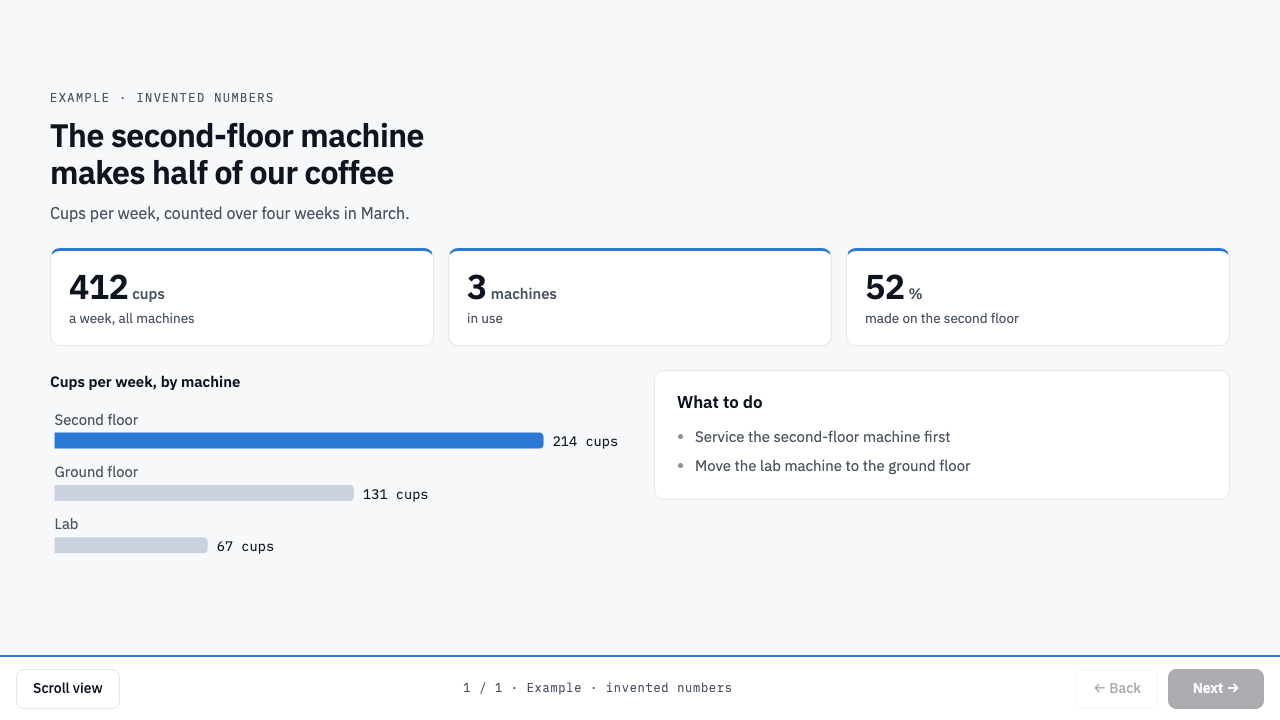 EXAMPLE · INVENTED NUMBERS
The second-floor machine
makes half of our coffee
Cups per week, counted over four weeks in March.
412 cups
a week, all machines
3 machines
in use
52 %
made on the second floor
Cups per week, by machine
Second floor
214 cups
Ground floor
131 cups
Lab
67 cups
What to do
• Service the second-floor machine first
• Move the lab machine to the ground floor
Scroll view
1 / 1 · Example · invented numbers
← Back
Next →